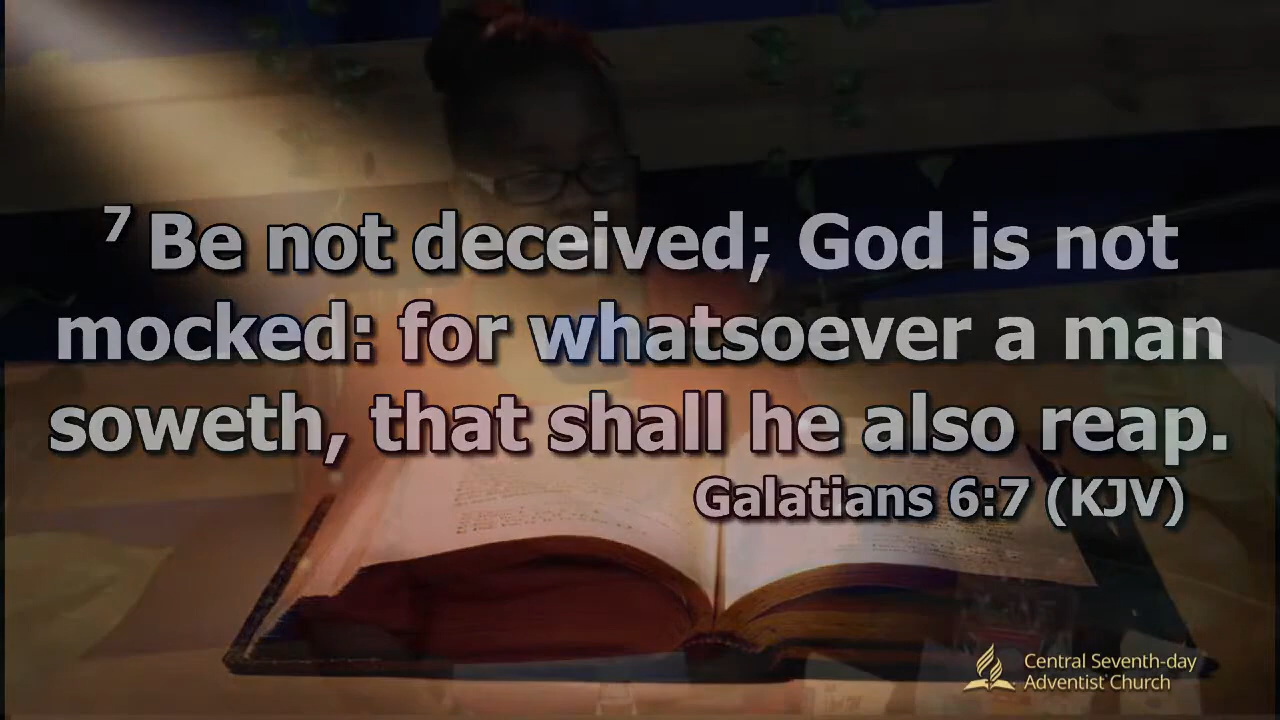 7 Be not deceived; God is not
mocked: for whatsoever a man
soweth, that shall he also reap.
Galatians 6:7 (KJV)
Central Seventh-day
Adventist Church